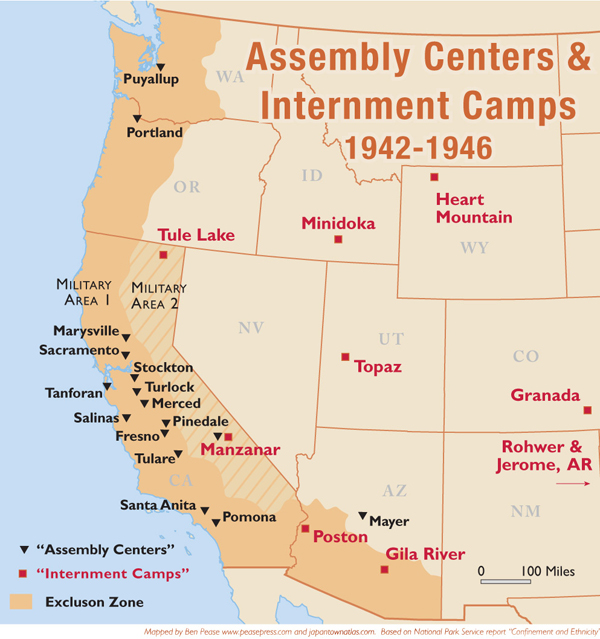 Assembly Centers &
Internment Camps
1942-1946
Puyallup
WA
Portland
OR
ID
Heart
Mountain
WY
Minidoka
Tule Lake
Military
Area 1
Military
Area 2
NV
UT
CO
Marysville
Sacramento
Stockton
Topaz
Tanforan
Turlock
Merced
Granada
Salinas
Pinedale
Fresno
Manzanar
Rohwer &
Jerome, AR
Tulare
CA
AZ
NM
Santa Anita
Pomona
Mayer
Poston
Gila River
"Assembly Centers"
"Internment Camps"
Excluson Zone
0 100 Miles
Mapped by Ben Pease www.peasepress.com and japantownatlas.com. Based on National Park Service report "Confinement and Ethnicity"